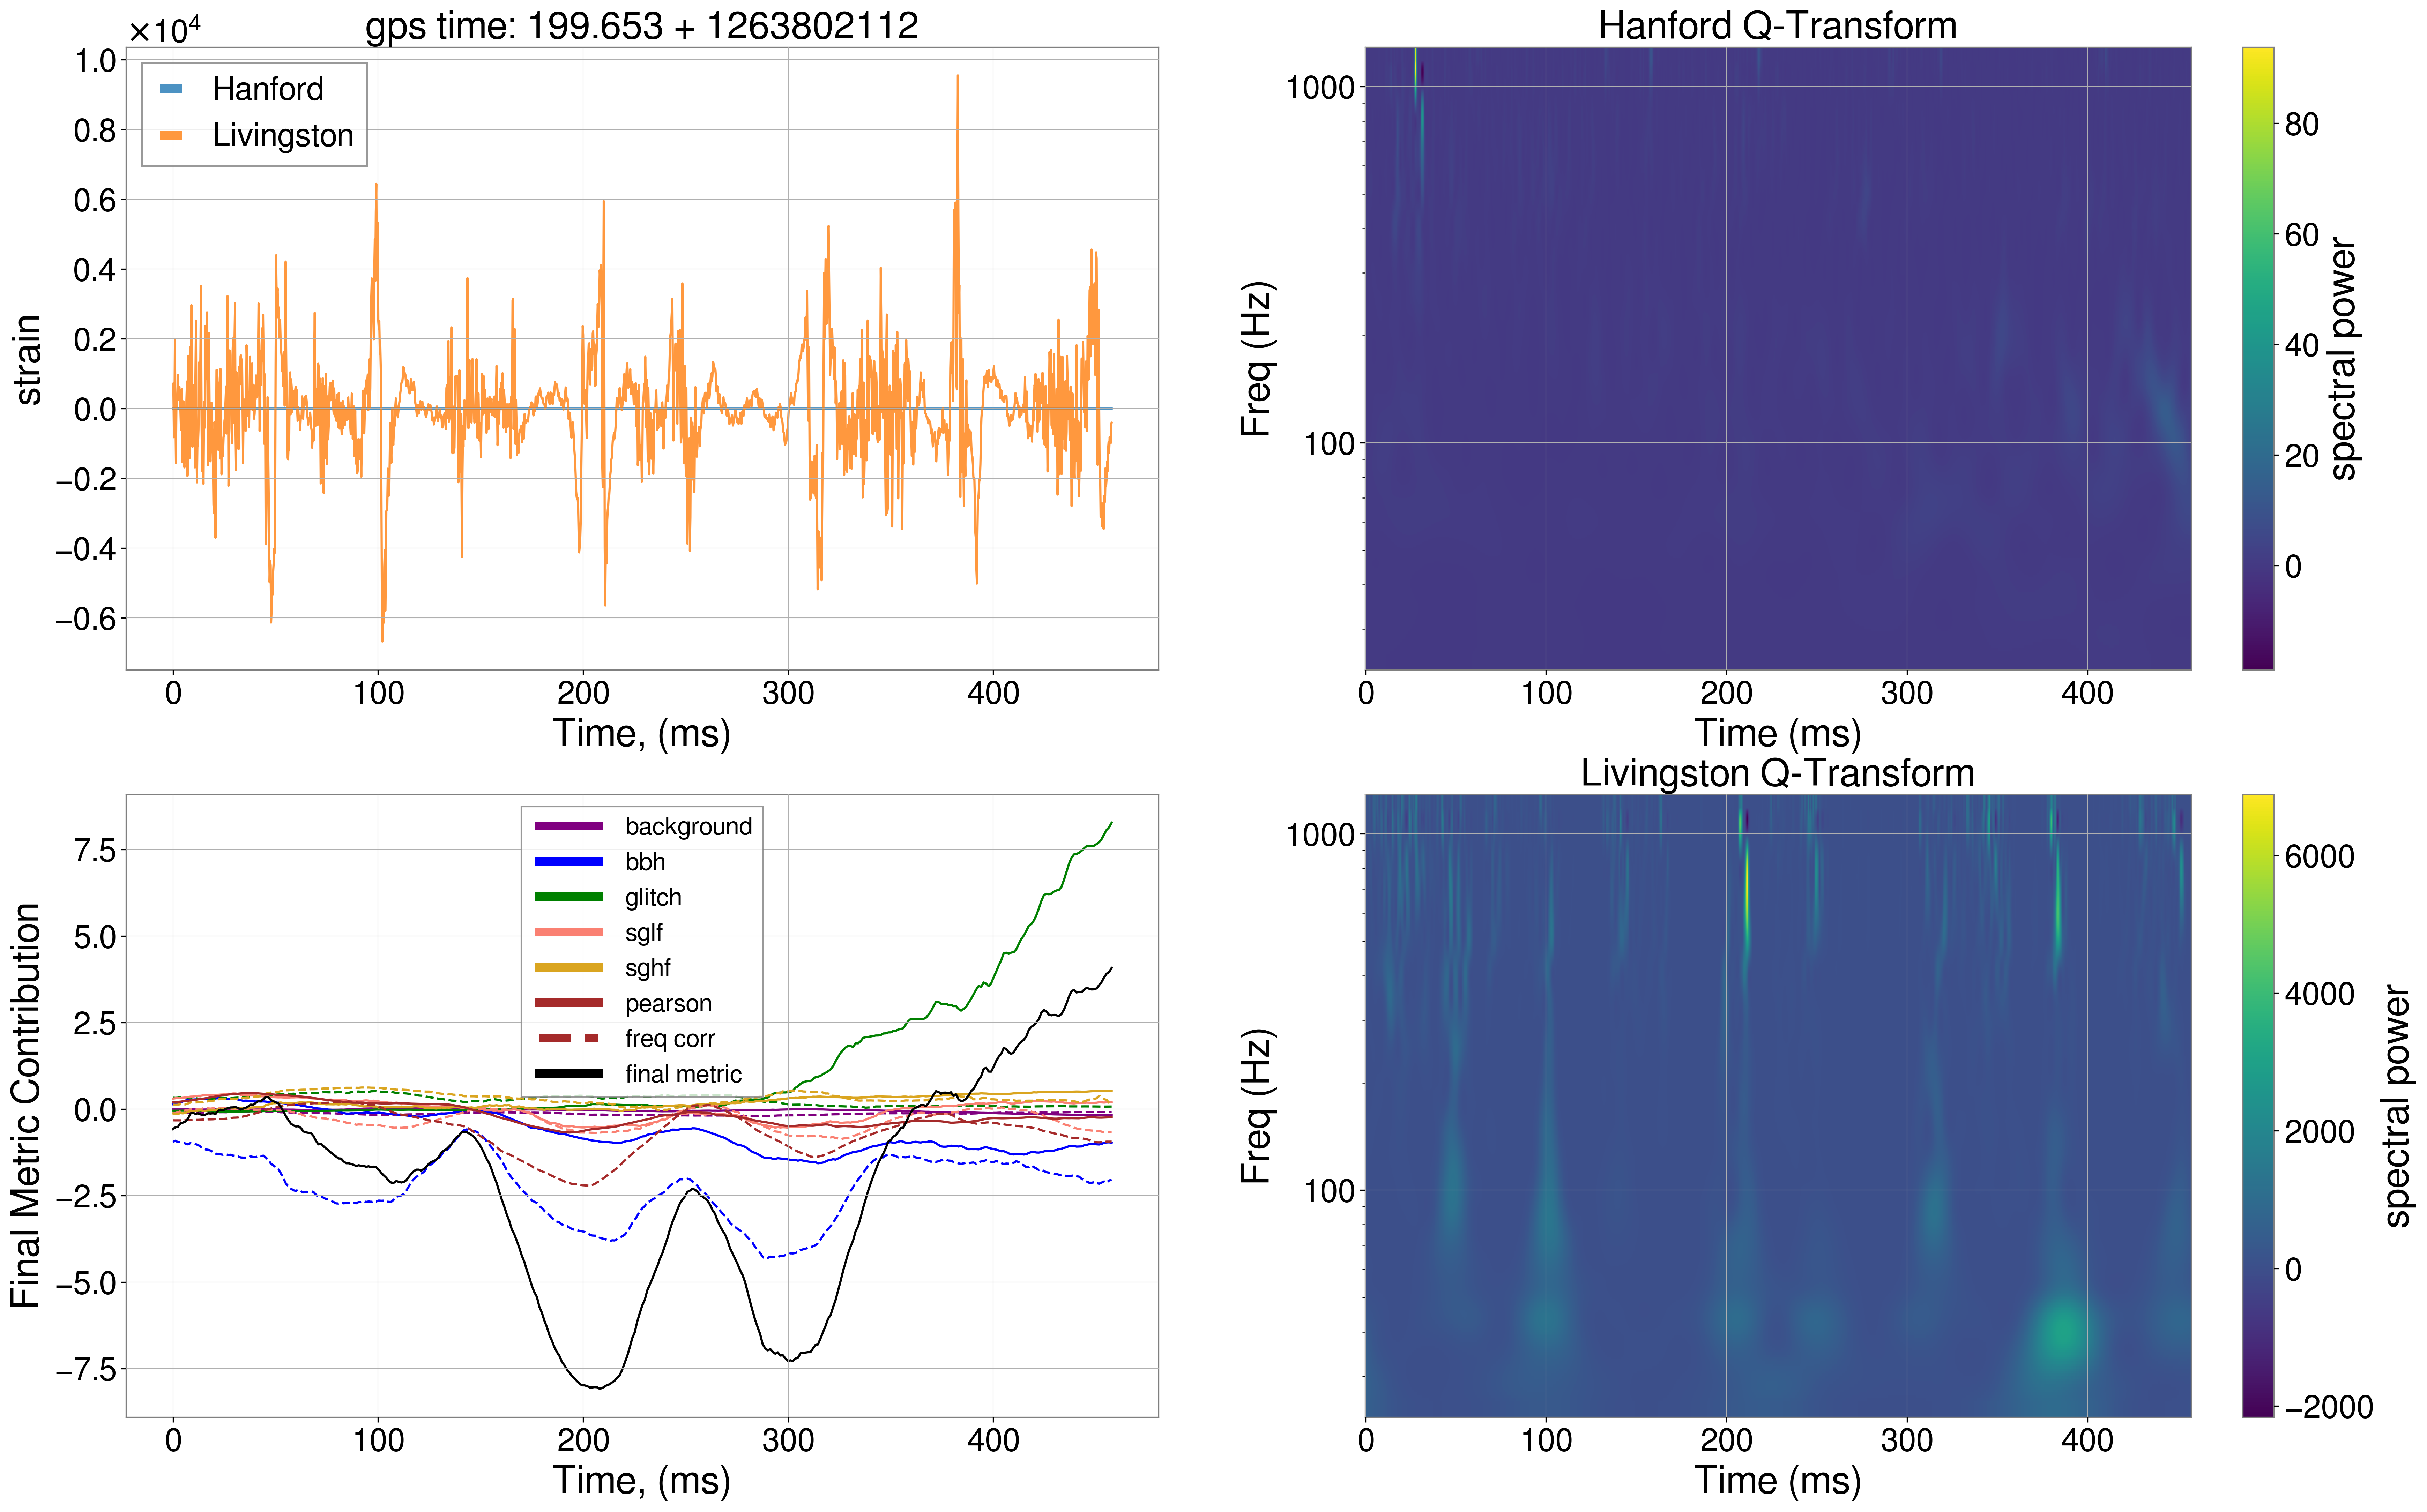 gps time: 199.653 + 1263802112
×10⁴
1.0
0.8
0.6
0.4
0.2
0.0
−0.2
−0.4
−0.6
strain
Hanford
Livingston
0 100 200 300 400
Time, (ms)
Hanford Q-Transform
1000
100
Freq (Hz)
0 100 200 300 400
Time (ms)
80
60
40
20
0
spectral power
7.5
5.0
2.5
0.0
−2.5
−5.0
−7.5
Final Metric Contribution
background
bbh
glitch
sglf
sghf
pearson
freq corr
final metric
0 100 200 300 400
Time, (ms)
Livingston Q-Transform
1000
100
Freq (Hz)
0 100 200 300 400
Time (ms)
6000
4000
2000
0
−2000
spectral power